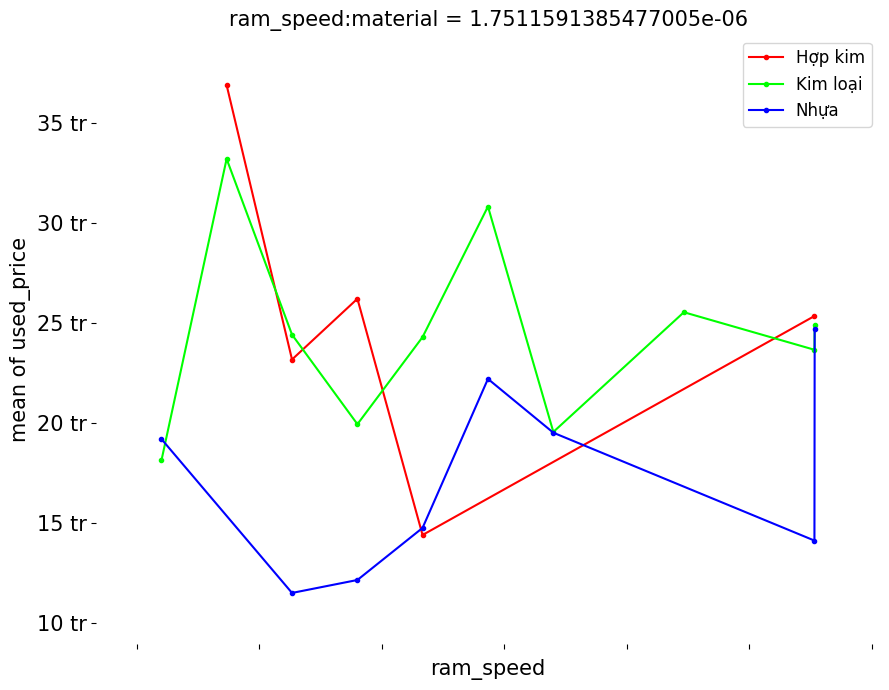 ram_speed:material = 1.7511591385477005e-06
Hợp kim
Kim loại
Nhựa
35 tr
30 tr
25 tr
20 tr
15 tr
10 tr
mean of used_price
ram_speed